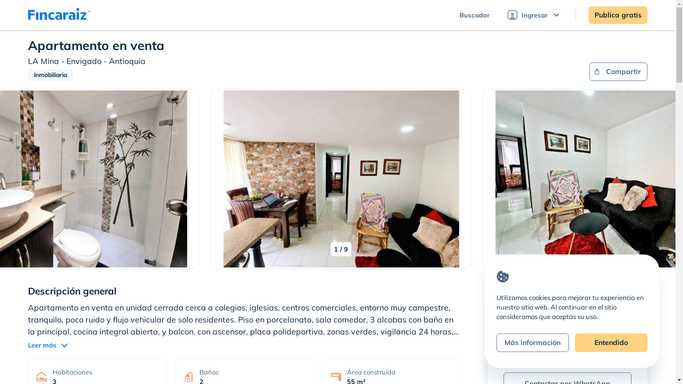 Fincaraiz
Buscador
Ingresar
Publica gratis
Apartamento en venta
LA Mina - Envigado - Antioquia
Inmobiliaria
Compartir
1 / 9
Descripción general
Apartamento en venta en unidad cerrada cerca a colegios, iglesias, centros comerciales, entorno muy campestre,
tranquilo, poco ruido y flujo vehicular de solo residentes. Piso en porcelanato, sala comedor, 3 alcobas con baño en
la principal, cocina integral abierta, y balcon. con ascensor, placa polideportiva, zonas verdes, vigilancia 24 horas,...
Leer más
Habitaciones
3
Baños
2
Área construida
55 m²
Utilizamos cookies para mejorar tu experiencia en
nuestro sitio web. Al continuar en el sitio
consideramos que aceptas su uso.
Más información
Entendido
Contactar por WhatsApp